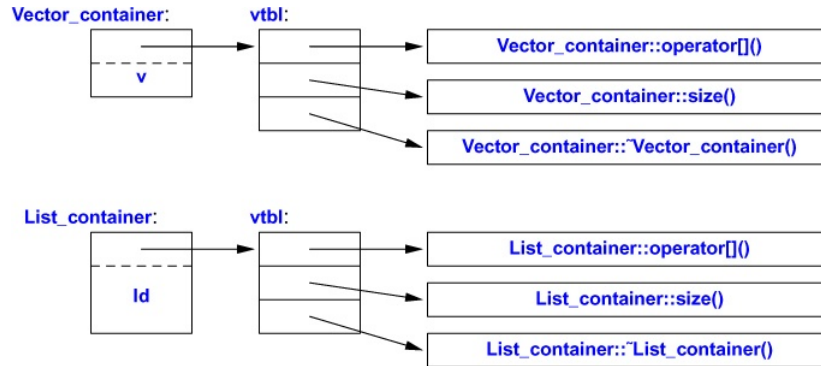 Vector_container: vtbl:
Vector_container::operator[]()
v
Vector_container::size()
Vector_container::~Vector_container()
List_container: vtbl:
List_container::operator[]()
ld
List_container::size()
List_container::~List_container()